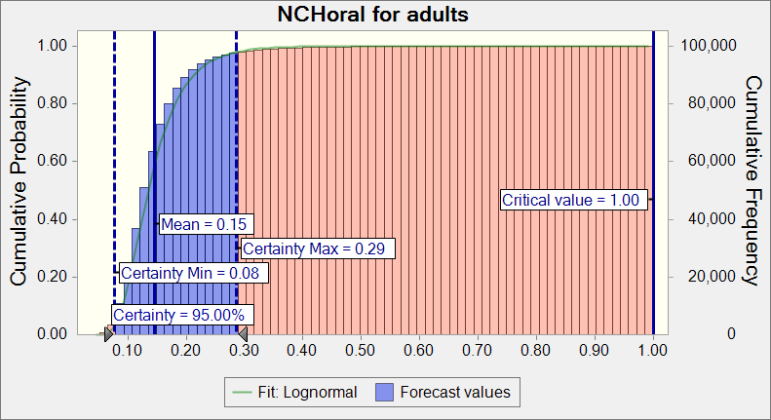 NCHoral for adults
Cumulative Probability
1.00
0.80
0.60
0.40
0.20
0.00
100,000
80,000
60,000
40,000
20,000
0
Cumulative Frequency
Critical value = 1.00
Mean = 0.15
Certainty Max = 0.29
Certainty Min = 0.08
Certainty = 95.00%
0.10 0.20 0.30 0.40 0.50 0.60 0.70 0.80 0.90 1.00
Fit: Lognormal Forecast values